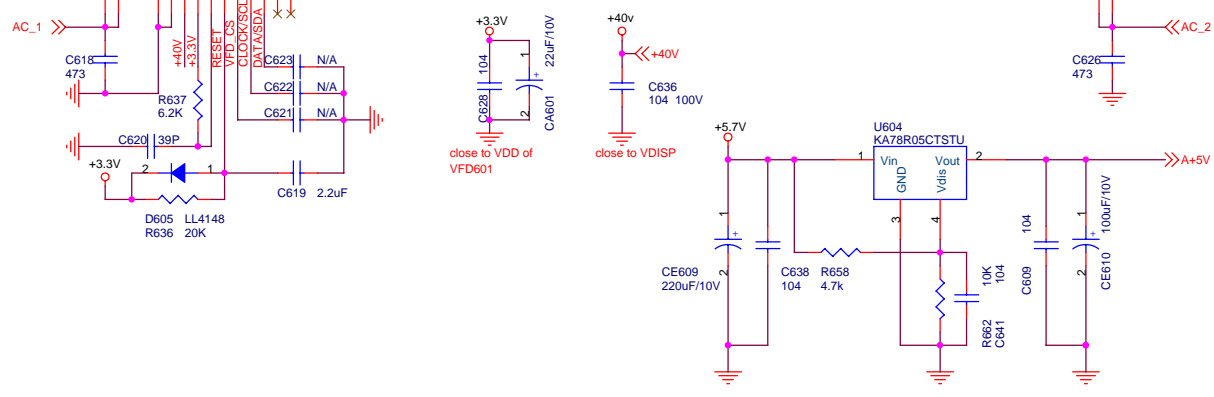 AC_1
C618
473
+40V
+3.3V
RESET
VFD_CS
CLOCK/SCL
DATA/SDA
C623
N/A
C622
N/A
C621
N/A
R637
6.2K
C620
39P
+3.3V
2
1
D605
LL4148
R636
20K
C619
2.2uF
+3.3V
104
C628
22uF/10V
+
1
2
CA601
close to VDD of
VFD601
+40v
+40V
C636
104 100V
close to VDISP
AC_2
C626
473
+5.7V
U604
KA78R05CTSTU
1
Vin
Vout
2
GND
Vdis
3
4
A+5V
1
+
2
CE609
220uF/10V
C638
104
R658
4.7k
10K
104
R662
C641
104
C609
1
+
2
100uF/10V
CE610